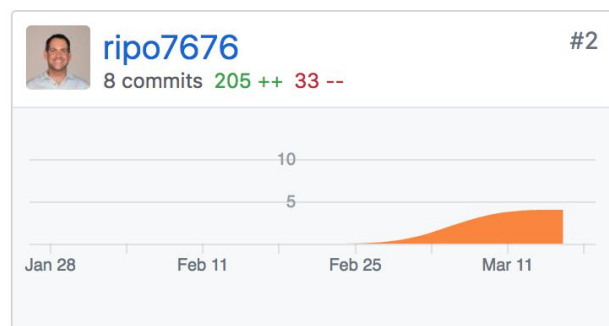 ripo7676
#2
8 commits 205 ++ 33 --
10
5
Jan 28 Feb 11 Feb 25 Mar 11